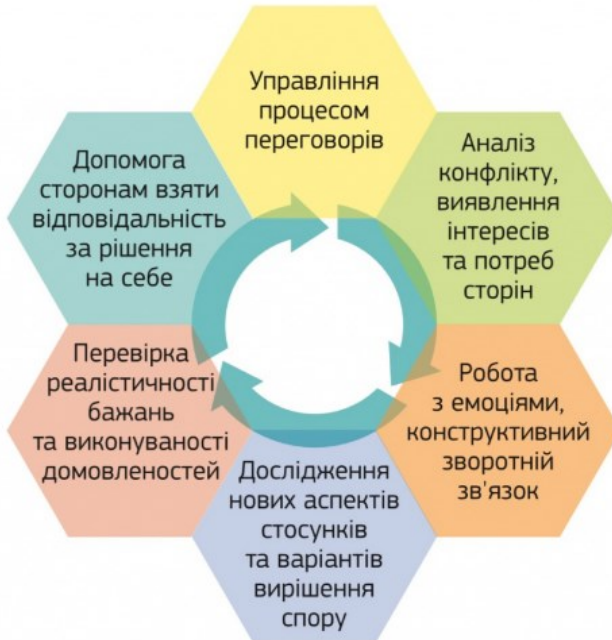 Управління
процесом
переговорів
Аналіз
конфлікту,
виявлення
інтересів
та потреб
сторін
Робота
з емоціями,
конструктивний
зворотній
зв'язок
Дослідження
нових аспектів
стосунків
та варіантів
вирішення
спору
Перевірка
реалістичності
бажань
та виконуваності
домовленостей
Допомога
сторонам взяти
відповідальність
за рішення
на себе